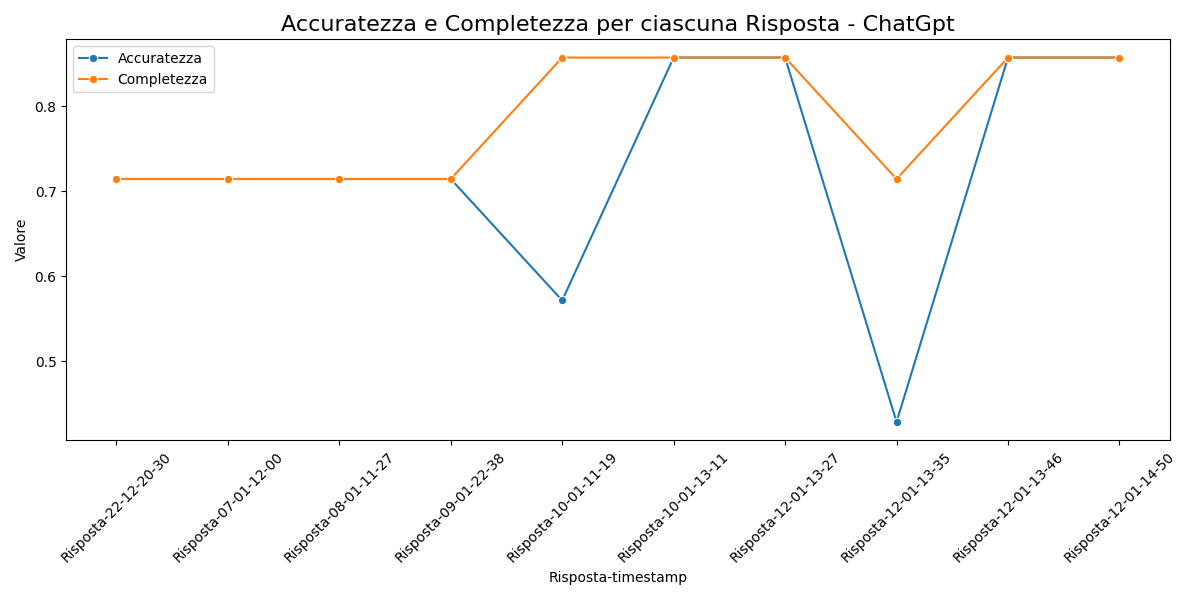 Accuratezza e Completezza per ciascuna Risposta - ChatGpt
Accuratezza
Completezza
Valore
0.8
0.7
0.6
0.5
Risposta-22-12-20-30
Risposta-07-01-12-00
Risposta-08-01-11-27
Risposta-09-01-22-38
Risposta-10-01-11-19
Risposta-10-01-13-11
Risposta-12-01-13-27
Risposta-12-01-13-35
Risposta-12-01-13-46
Risposta-12-01-14-50
Risposta-timestamp